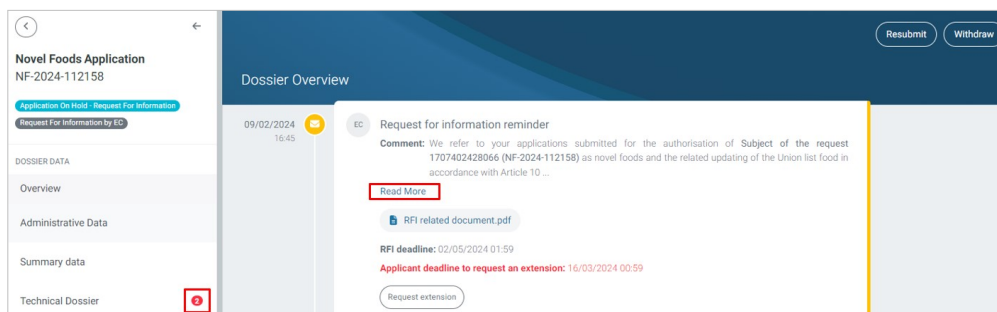 Novel Foods Application
NF-2024-112158
Application On Hold - Request For Information
Request For Information by EC
DOSSIER DATA
Overview
Administrative Data
Summary data
Technical Dossier
2
Resubmit
Withdraw
Dossier Overview
09/02/2024
16:45
EC
Request for information reminder
Comment: We refer to your applications submitted for the authorisation of Subject of the request
1707402428066 (NF-2024-112158) as novel foods and the related updating of the Union list food in
accordance with Article 10 ...
Read More
RFI related document.pdf
RFI deadline: 02/05/2024 01:59
Applicant deadline to request an extension: 16/03/2024 00:59
Request extension